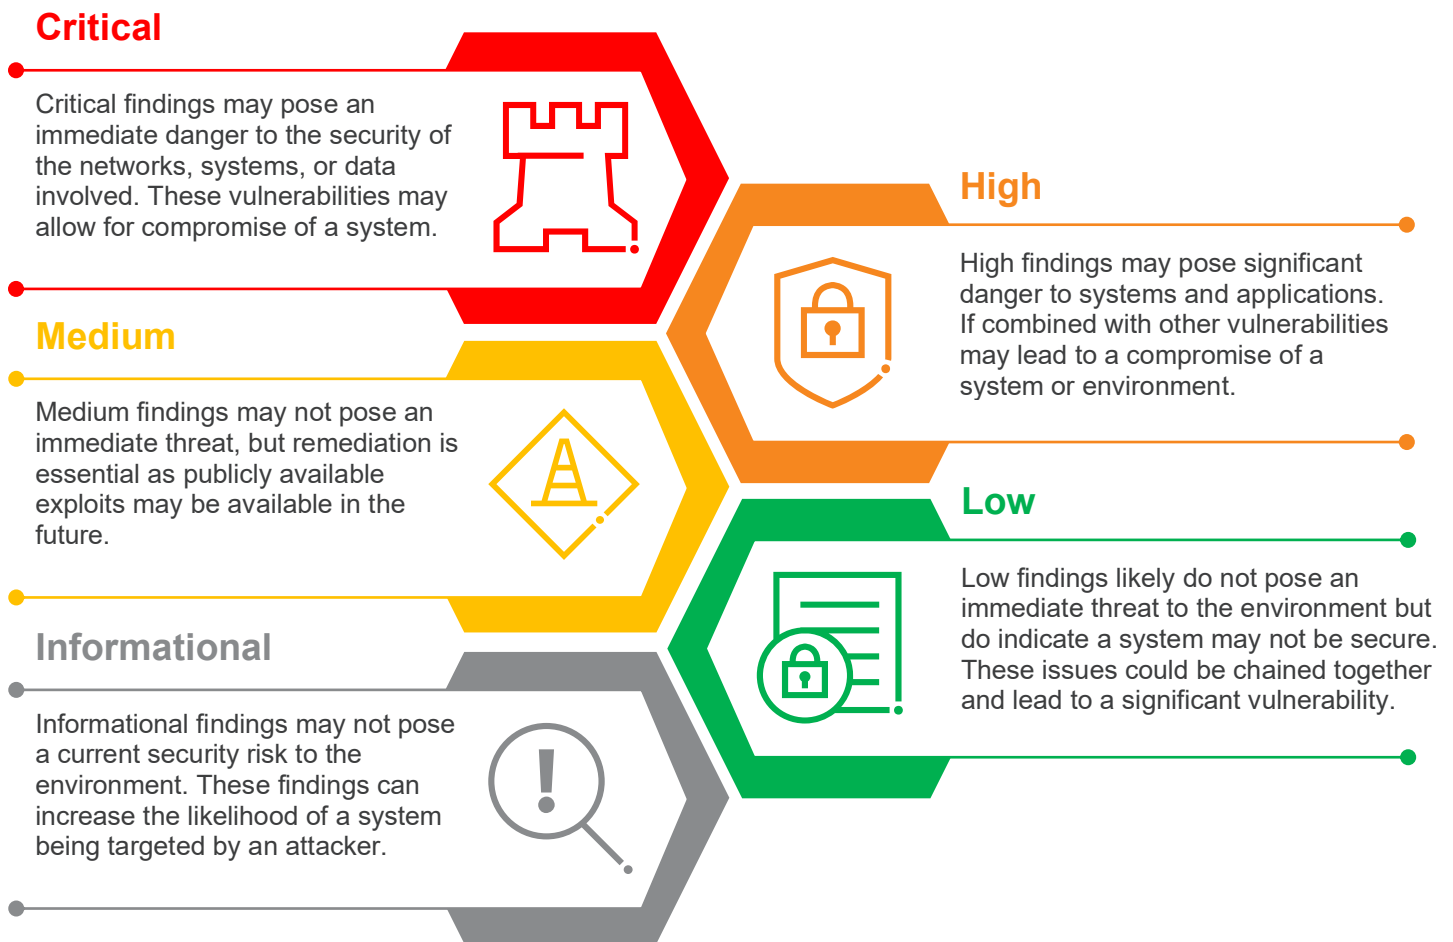 Critical
Critical findings may pose an
immediate danger to the security of
the networks, systems, or data
involved. These vulnerabilities may
allow for compromise of a system.
High
High findings may pose significant
danger to systems and applications.
If combined with other vulnerabilities
may lead to a compromise of a
system or environment.
Medium
Medium findings may not pose an
immediate threat, but remediation is
essential as publicly available
exploits may be available in the
future.
Low
Low findings likely do not pose an
immediate threat to the environment but
do indicate a system may not be secure.
These issues could be chained together
and lead to a significant vulnerability.
Informational
Informational findings may not pose
a current security risk to the
environment. These findings can
increase the likelihood of a system
being targeted by an attacker.